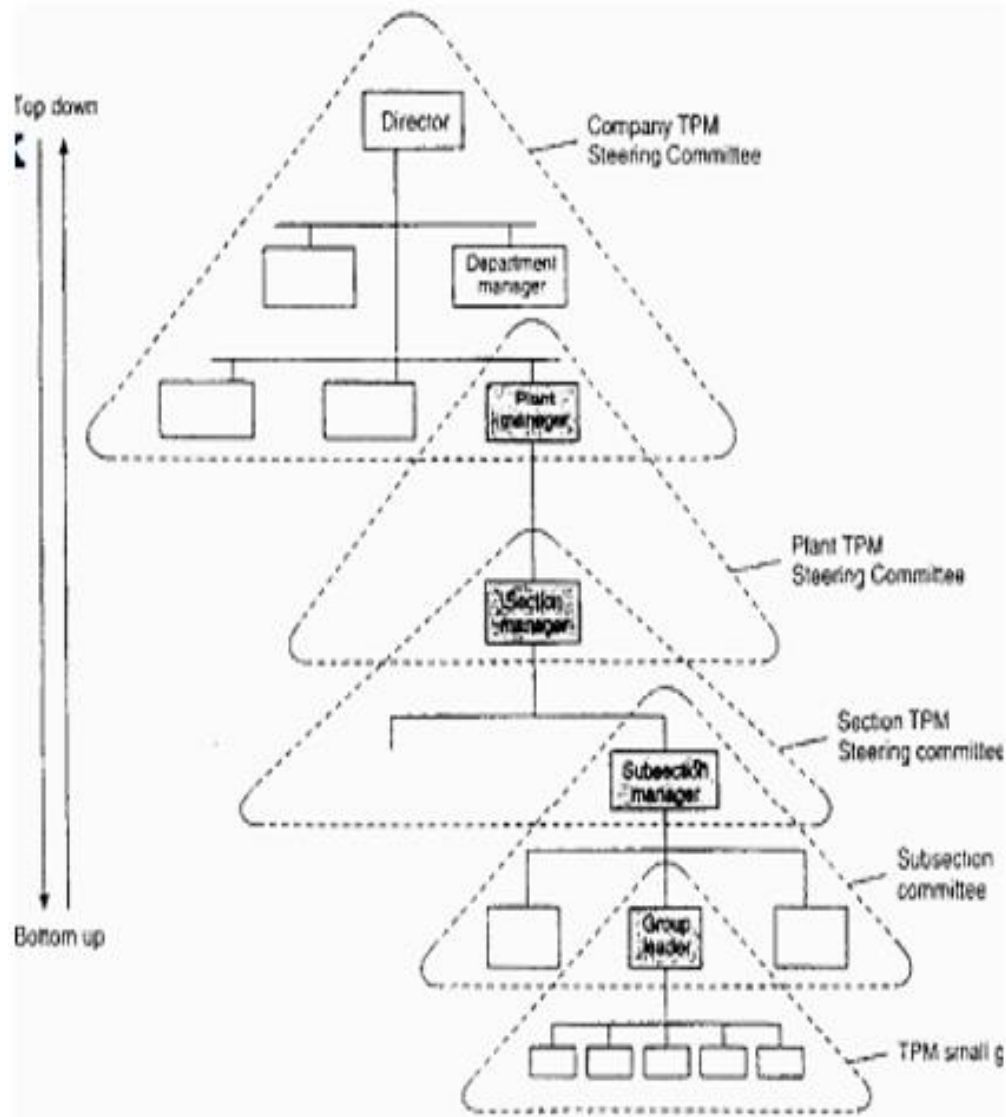 Top down
Director
Company TPM
Steering Committee
Department
manager
Plant
manager
Plant TPM
Steering Committee
Section
manager
Section TPM
Steering committee
Subsection
manager
Subsection
committee
Group
leader
Bottom up
TPM small g